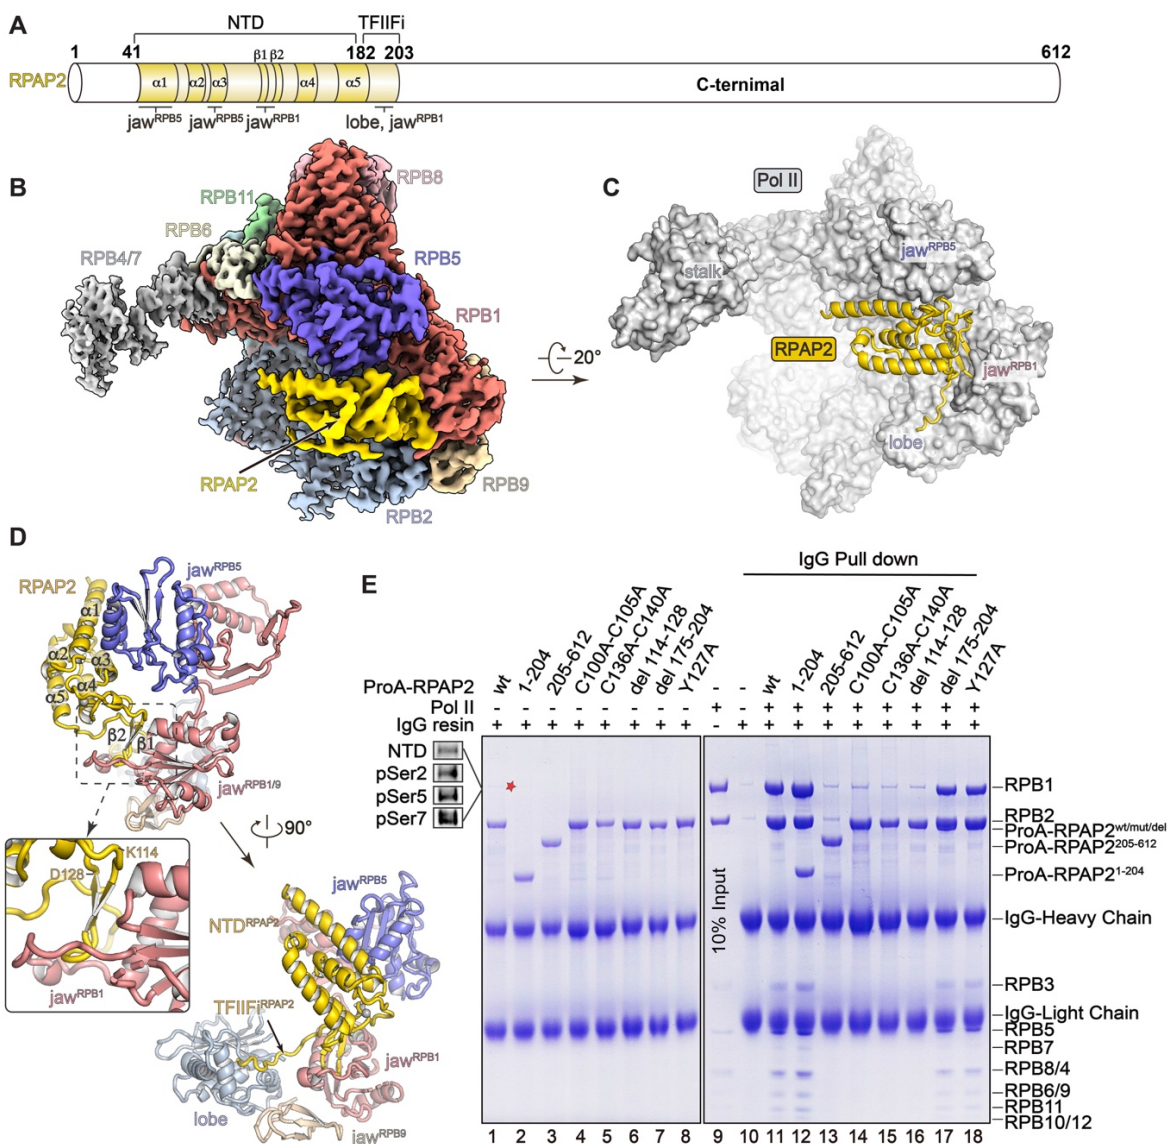 A
NTD
TFIIFi
1
41
β1
β2
182
203
612
RPAP2
α1
α2
α3
α4
α5
C-ternimal
jawRPB5
jawRPB5
jawRPB1
lobe, jawRPB1
B
RPB8
RPB11
RPB6
RPB4/7
RPB5
RPB1
RPAP2
RPB2
RPB9
20°
C
Pol II
stalk
jawRPB5
RPAP2
jawRPB1
lobe
D
RPAP2
jawRPB5
α1
α2
α3
α4
α5
β2
β1
jawRPB1/9
K114
D128
jawRPB1
90°
jawRPB5
NTDRPAP2
TFIIFiRPAP2
jawRPB1
lobe
jawRPB9
E
IgG Pull down
ProA-RPAP2 wt 1-204 205-612 C100A-C105A C136A-C140A del 114-128 del 175-204 Y127A - - wt 1-204 205-612 C100A-C105A C136A-C140A del 114-128 del 175-204 Y127A
Pol II - - - - - - - - + - + + + + + + + +
IgG resin + + + + + + + + - + + + + + + + + +
NTD
pSer2
pSer5
pSer7
10% Input
RPB1
RPB2
ProA-RPAP2wt/mut/del
ProA-RPAP2205-612
ProA-RPAP21-204
IgG-Heavy Chain
RPB3
IgG-Light Chain
RPB5
RPB7
RPB8/4
RPB6/9
RPB11
RPB10/12
1 2 3 4 5 6 7 8 9 10 11 12 13 14 15 16 17 18